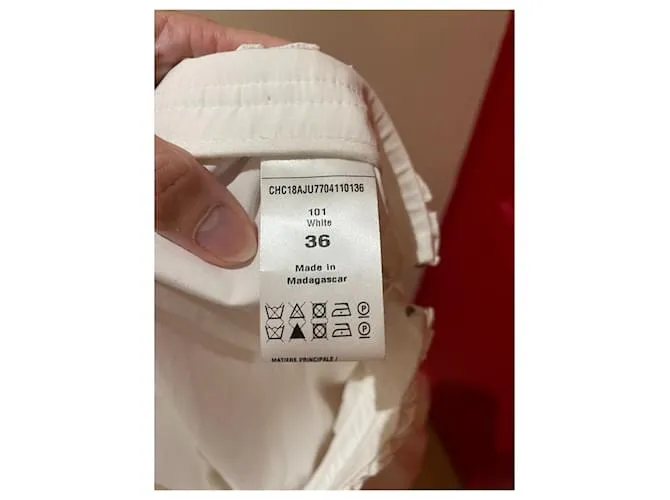 CHC18AJU7704110136
101
White
36
Made in
Madagascar
P
P
MATIERE PRINCIPALE /